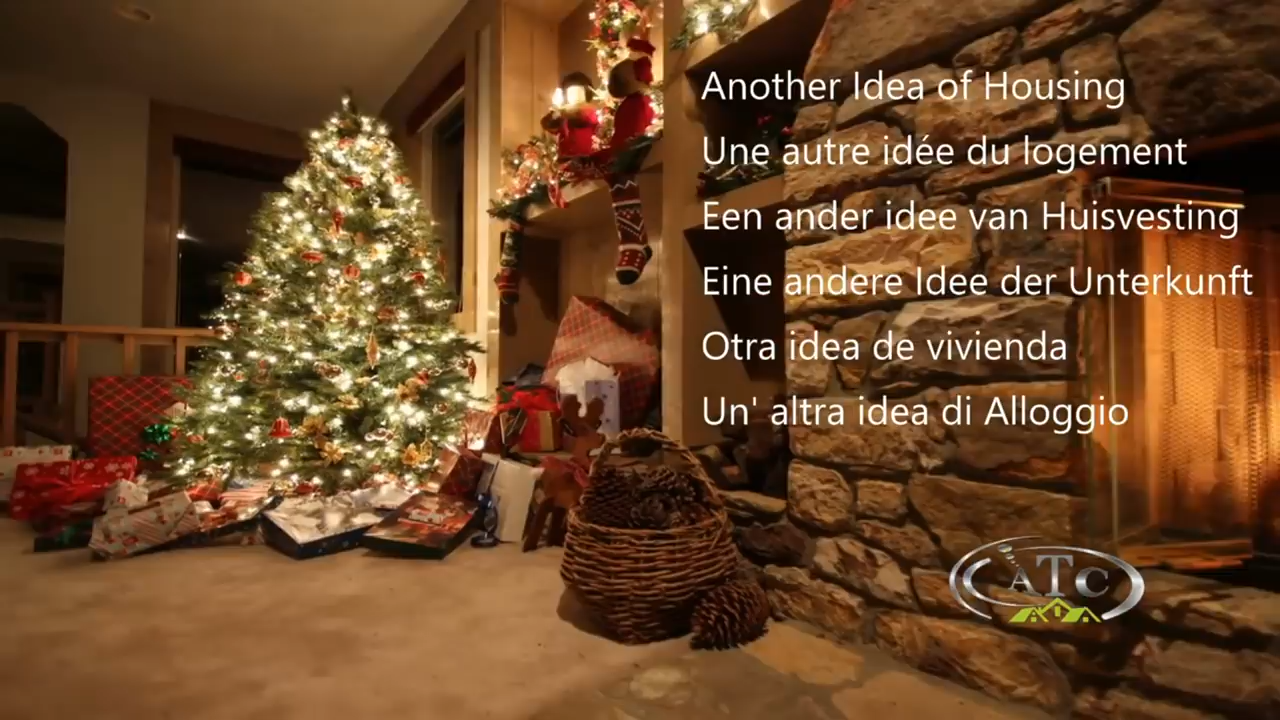 Another Idea of Housing
Une autre idée du logement
Een ander idee van Huisvesting
Eine andere Idee der Unterkunft
Otra idea de vivienda
Un' altra idea di Alloggio
ATC